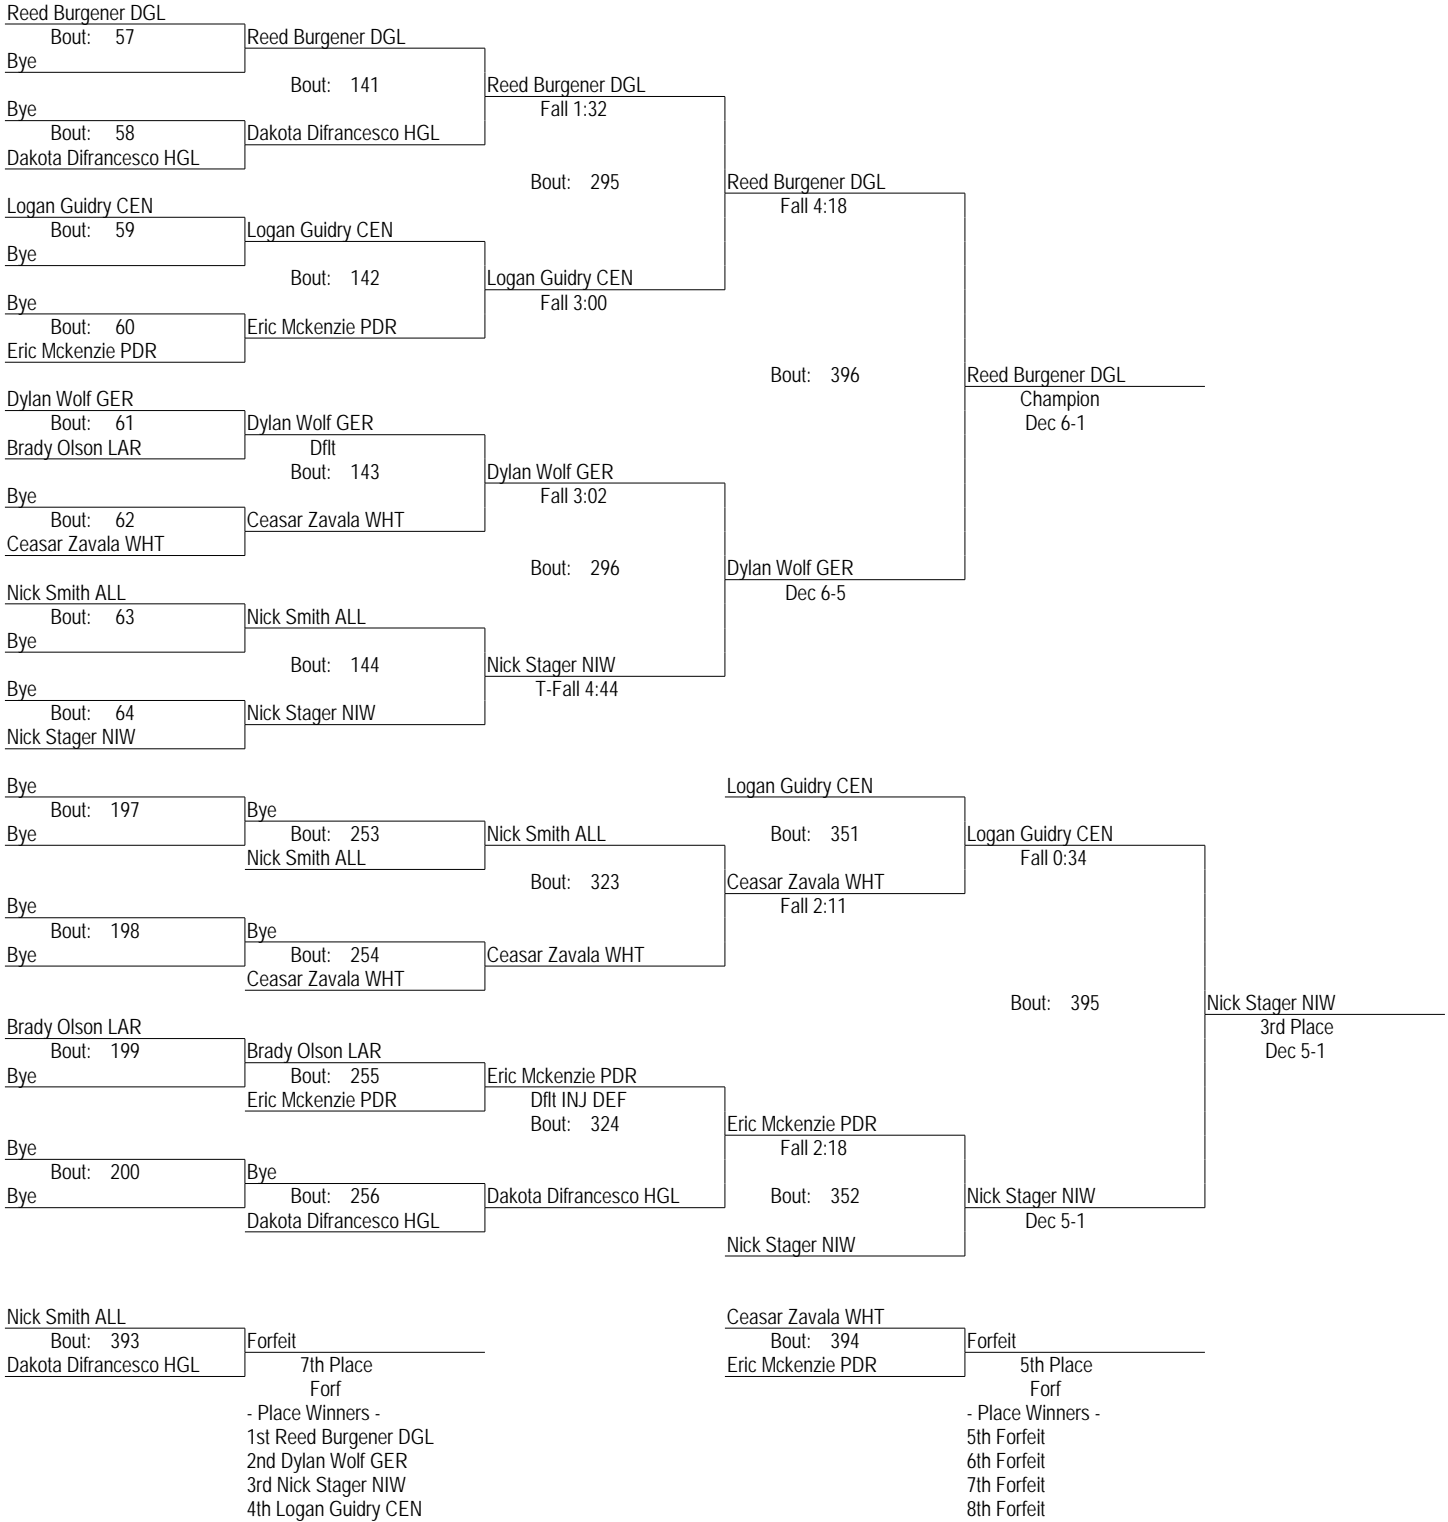 Reed Burgener DGL
Bout: 57
Reed Burgener DGL
Bye
Bout: 141
Reed Burgener DGL
Bye
Fall 1:32
Bout: 58
Dakota Difrancesco HGL
Dakota Difrancesco HGL
Bout: 295
Reed Burgener DGL
Logan Guidry CEN
Fall 4:18
Bout: 59
Logan Guidry CEN
Bye
Bout: 142
Logan Guidry CEN
Bye
Fall 3:00
Bout: 60
Eric Mckenzie PDR
Eric Mckenzie PDR
Bout: 396
Reed Burgener DGL
Dylan Wolf GER
Champion
Bout: 61
Dylan Wolf GER
Dec 6-1
Brady Olson LAR
Dflt
Bout: 143
Dylan Wolf GER
Bye
Fall 3:02
Bout: 62
Ceasar Zavala WHT
Ceasar Zavala WHT
Bout: 296
Dylan Wolf GER
Nick Smith ALL
Dec 6-5
Bout: 63
Nick Smith ALL
Bye
Bout: 144
Nick Stager NIW
Bye
T-Fall 4:44
Bout: 64
Nick Stager NIW
Nick Stager NIW
Bye
Logan Guidry CEN
Bout: 197
Bye
Bye
Bout: 253
Nick Smith ALL
Bout: 351
Logan Guidry CEN
Nick Smith ALL
Fall 0:34
Bout: 323
Ceasar Zavala WHT
Bye
Fall 2:11
Bout: 198
Bye
Bye
Bout: 254
Ceasar Zavala WHT
Ceasar Zavala WHT
Bout: 395
Nick Stager NIW
Brady Olson LAR
3rd Place
Bout: 199
Brady Olson LAR
Dec 5-1
Bye
Bout: 255
Eric Mckenzie PDR
Eric Mckenzie PDR
Dflt INJ DEF
Bout: 324
Eric Mckenzie PDR
Bye
Fall 2:18
Bout: 200
Bye
Bye
Bout: 256
Dakota Difrancesco HGL
Bout: 352
Nick Stager NIW
Dakota Difrancesco HGL
Dec 5-1
Nick Stager NIW
Nick Smith ALL
Bout: 393
Forfeit
Dakota Difrancesco HGL
7th Place
Forf
- Place Winners -
1st Reed Burgener DGL
2nd Dylan Wolf GER
3rd Nick Stager NIW
4th Logan Guidry CEN
Ceasar Zavala WHT
Bout: 394
Forfeit
Eric Mckenzie PDR
5th Place
Forf
- Place Winners -
5th Forfeit
6th Forfeit
7th Forfeit
8th Forfeit